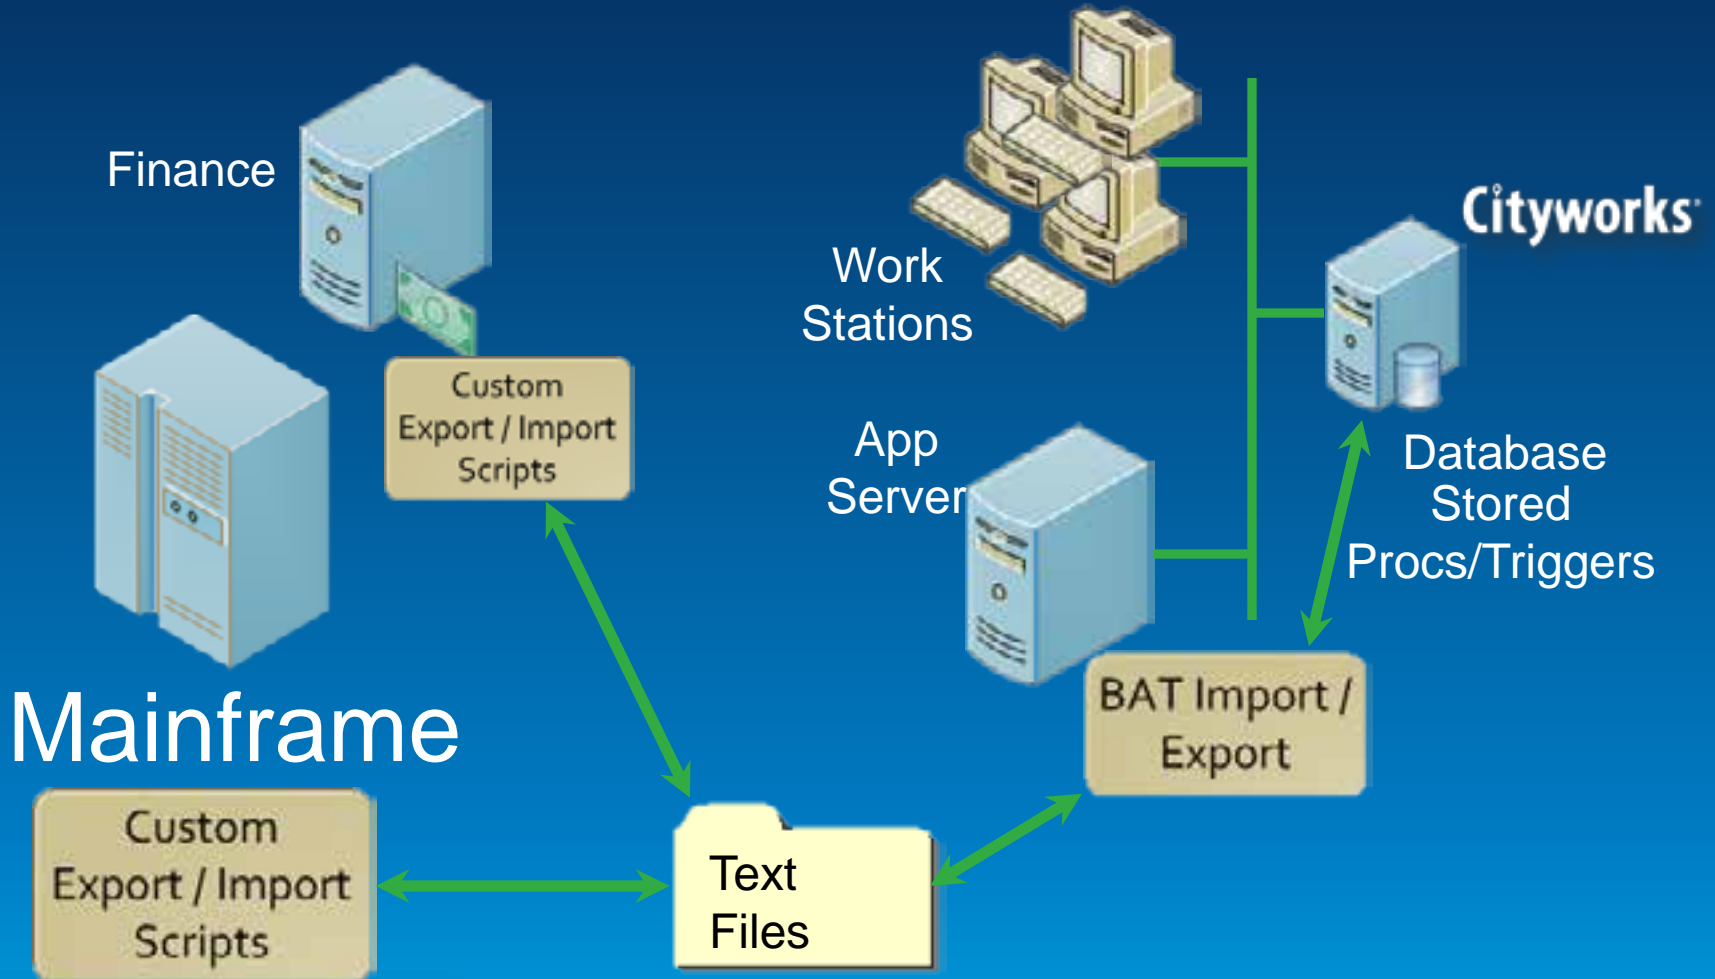 Finance
Custom
Export / Import
Scripts
Mainframe
Custom
Export / Import
Scripts
Text
Files
Work
Stations
App
Server
BAT Import /
Export
Cityworks
Database
Stored
Procs/Triggers